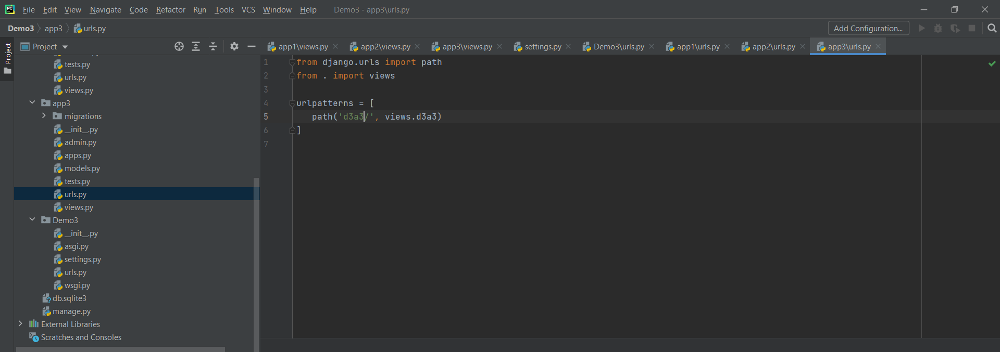 PC File Edit View Navigate Code Refactor Run Tools VCS Window Help Demo3 - app3\urls.py
Demo3 app3 urls.py Add Configuration...
Project
Project
app1\views.py app2\views.py app3\views.py settings.py Demo3\urls.py app1\urls.py app2\urls.py app3\urls.py
tests.py
urls.py
views.py
app3
migrations
__init__.py
admin.py
apps.py
models.py
tests.py
urls.py
views.py
Demo3
__init__.py
asgi.py
settings.py
urls.py
wsgi.py
db.sqlite3
manage.py
External Libraries
Scratches and Consoles
1 from django.urls import path
2 from . import views
3
4 urlpatterns = [
5 path('d3a3/', views.d3a3)
6 ]
7